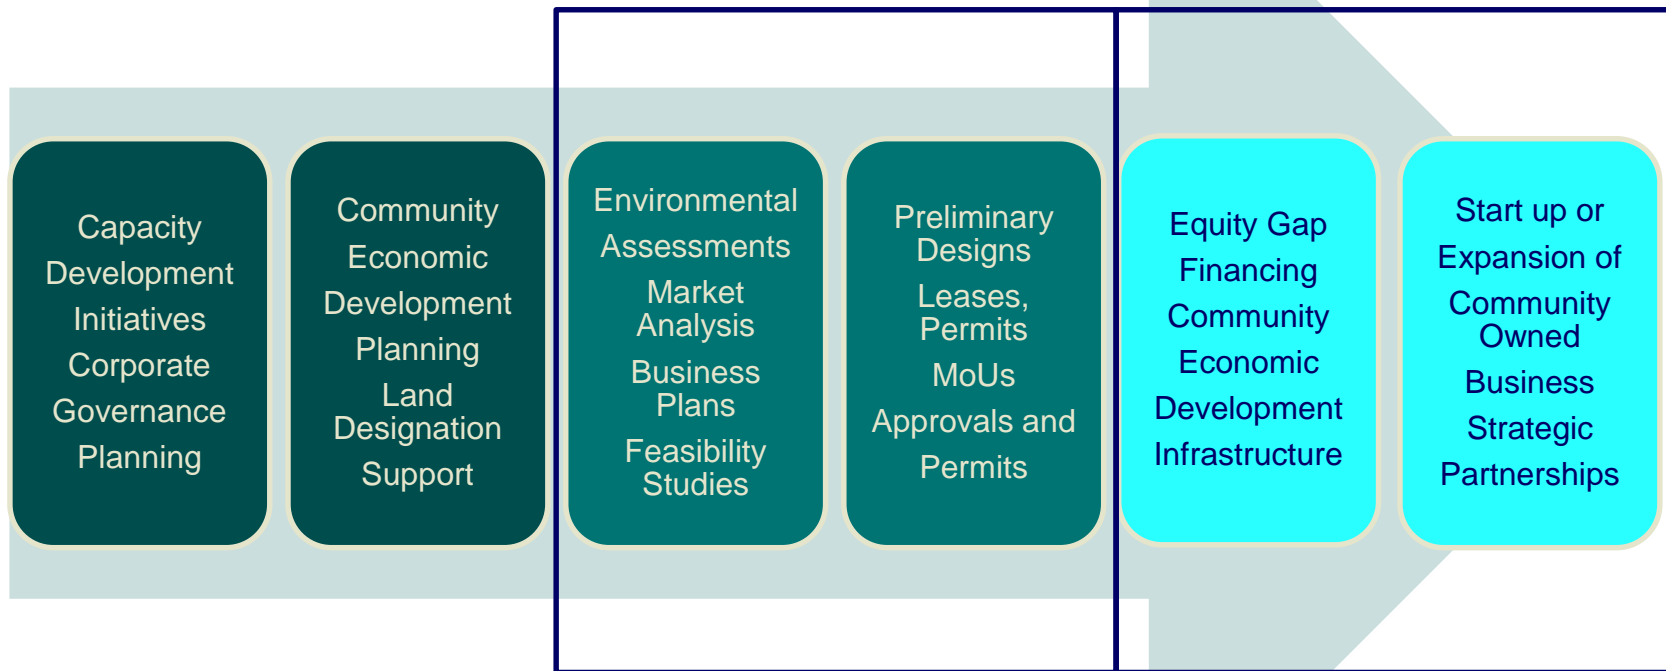 Capacity
Development
Initiatives
Corporate
Governance
Planning
Community
Economic
Development
Planning
Land
Designation
Support
Environmental
Assessments
Market
Analysis
Business
Plans
Feasibility
Studies
Preliminary
Designs
Leases,
Permits
MoUs
Approvals and
Permits
Equity Gap
Financing
Community
Economic
Development
Infrastructure
Start up or
Expansion of
Community
Owned
Business
Strategic
Partnerships